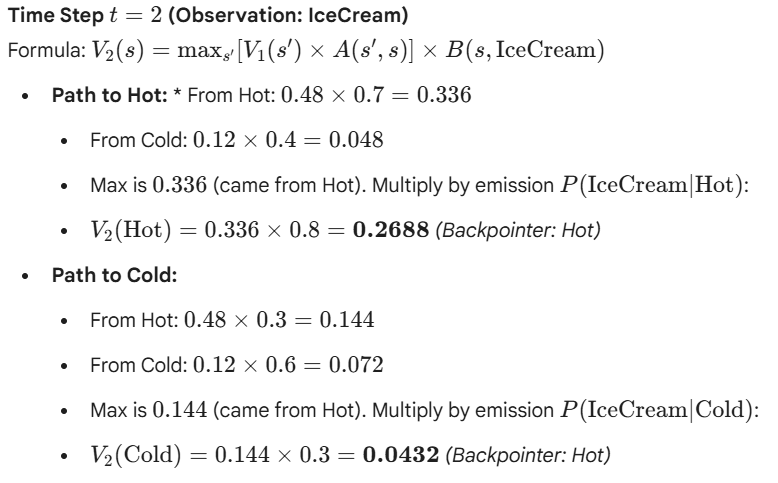 Time Step t = 2 (Observation: IceCream)
Formula: V₂(s) = maxₛ′[V₁(s′) × A(s′, s)] × B(s, IceCream)
• Path to Hot: * From Hot: 0.48 × 0.7 = 0.336
• From Cold: 0.12 × 0.4 = 0.048
• Max is 0.336 (came from Hot). Multiply by emission P(IceCream|Hot):
• V₂(Hot) = 0.336 × 0.8 = 0.2688 (Backpointer: Hot)
• Path to Cold:
• From Hot: 0.48 × 0.3 = 0.144
• From Cold: 0.12 × 0.6 = 0.072
• Max is 0.144 (came from Hot). Multiply by emission P(IceCream|Cold):
• V₂(Cold) = 0.144 × 0.3 = 0.0432 (Backpointer: Hot)